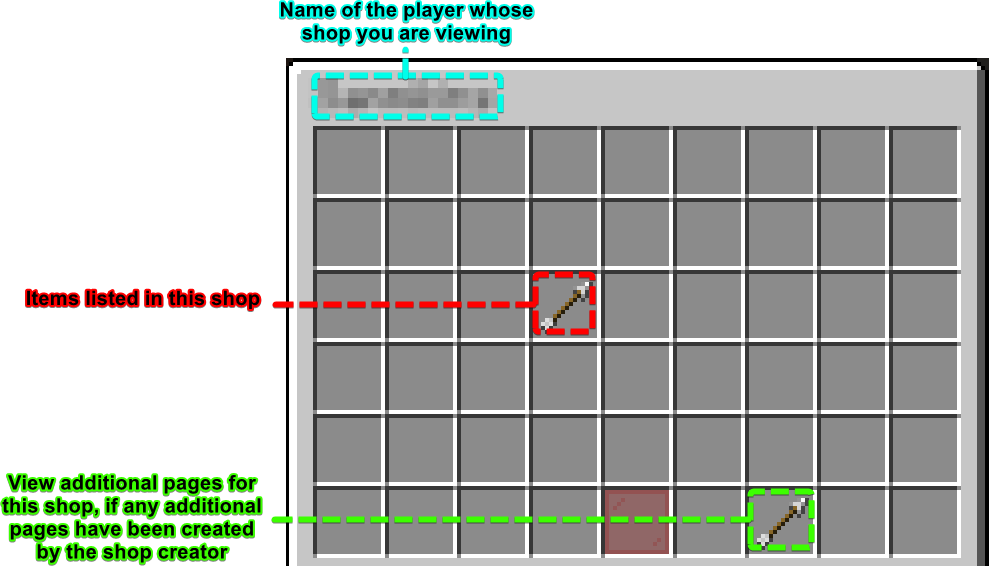 Name of the player whose
shop you are viewing
Items listed in this shop
View additional pages for
this shop, if any additional
pages have been created
by the shop creator